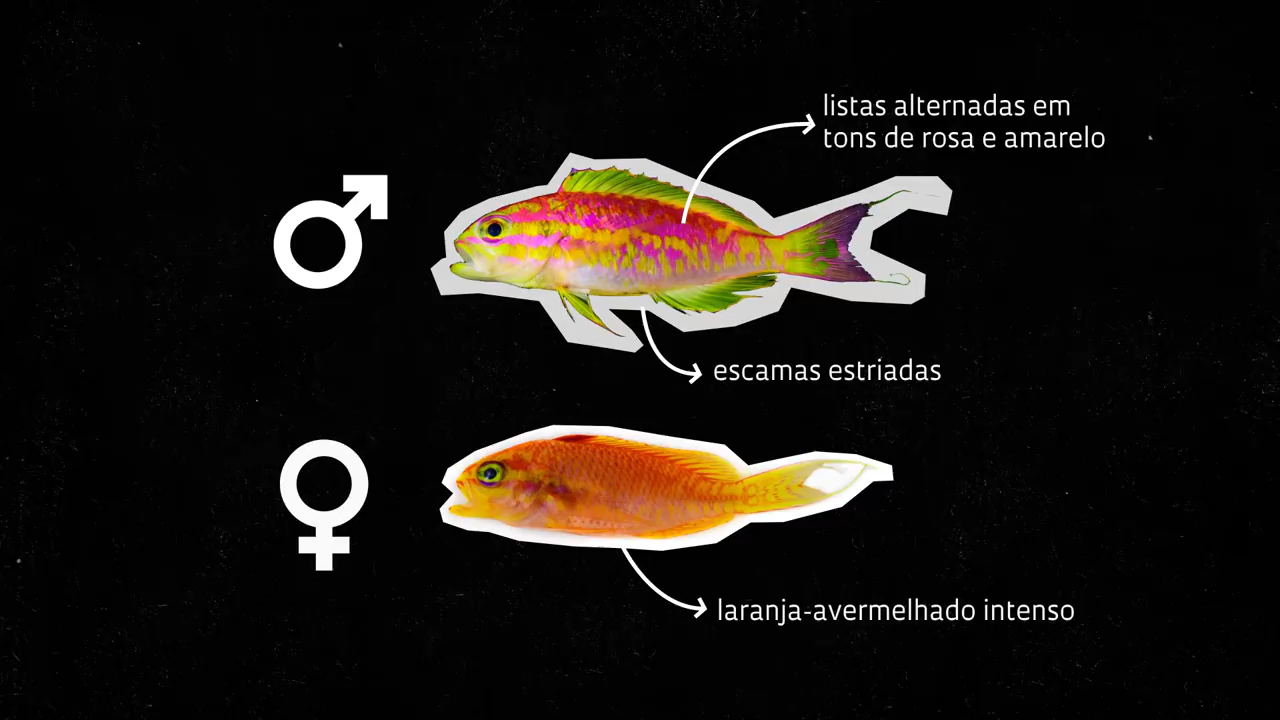 listas alternadas em
tons de rosa e amarelo
escamas estriadas
laranja-avermelhado intenso